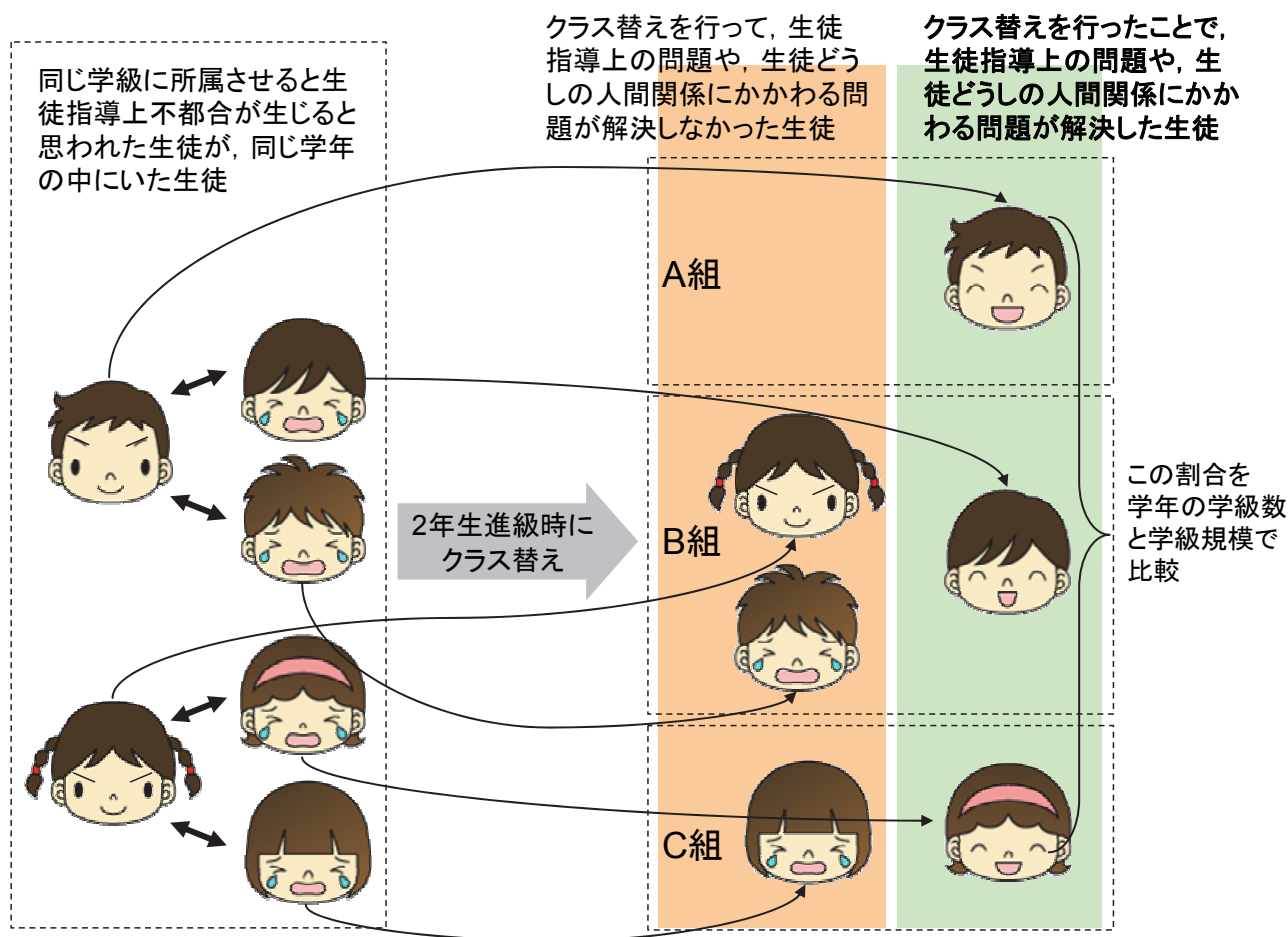 同じ学級に所属させると生
徒指導上不都合が生じると
思われた生徒が，同じ学年
の中にいた生徒
クラス替えを行って，生徒
指導上の問題や，生徒どう
しの人間関係にかかわる問
題が解決しなかった生徒
クラス替えを行ったことで，
生徒指導上の問題や，生
徒どうしの人間関係にかか
わる問題が解決した生徒
A組
2年生進級時に
クラス替え
B組
C組
この割合を
学年の学級数
と学級規模で
比較